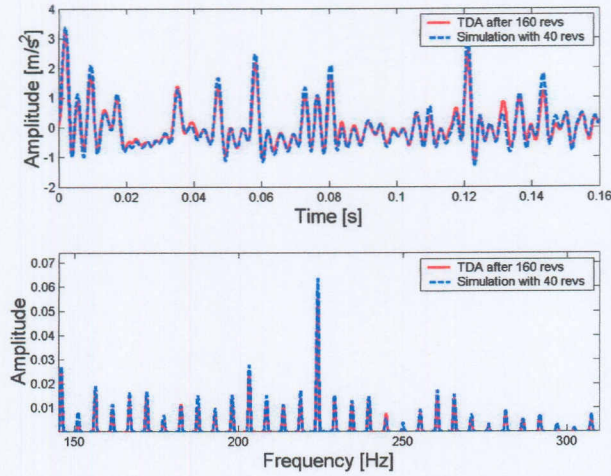 Amplitude [m/s²]
4
3
2
1
0
-1
-2
TDA after 160 revs
Simulation with 40 revs
0 0.02 0.04 0.06 0.08 0.1 0.12 0.14 0.16
Time [s]
Amplitude
0.07
0.06
0.05
0.04
0.03
0.02
0.01
TDA after 160 revs
Simulation with 40 revs
150 200 250 300
Frequency [Hz]